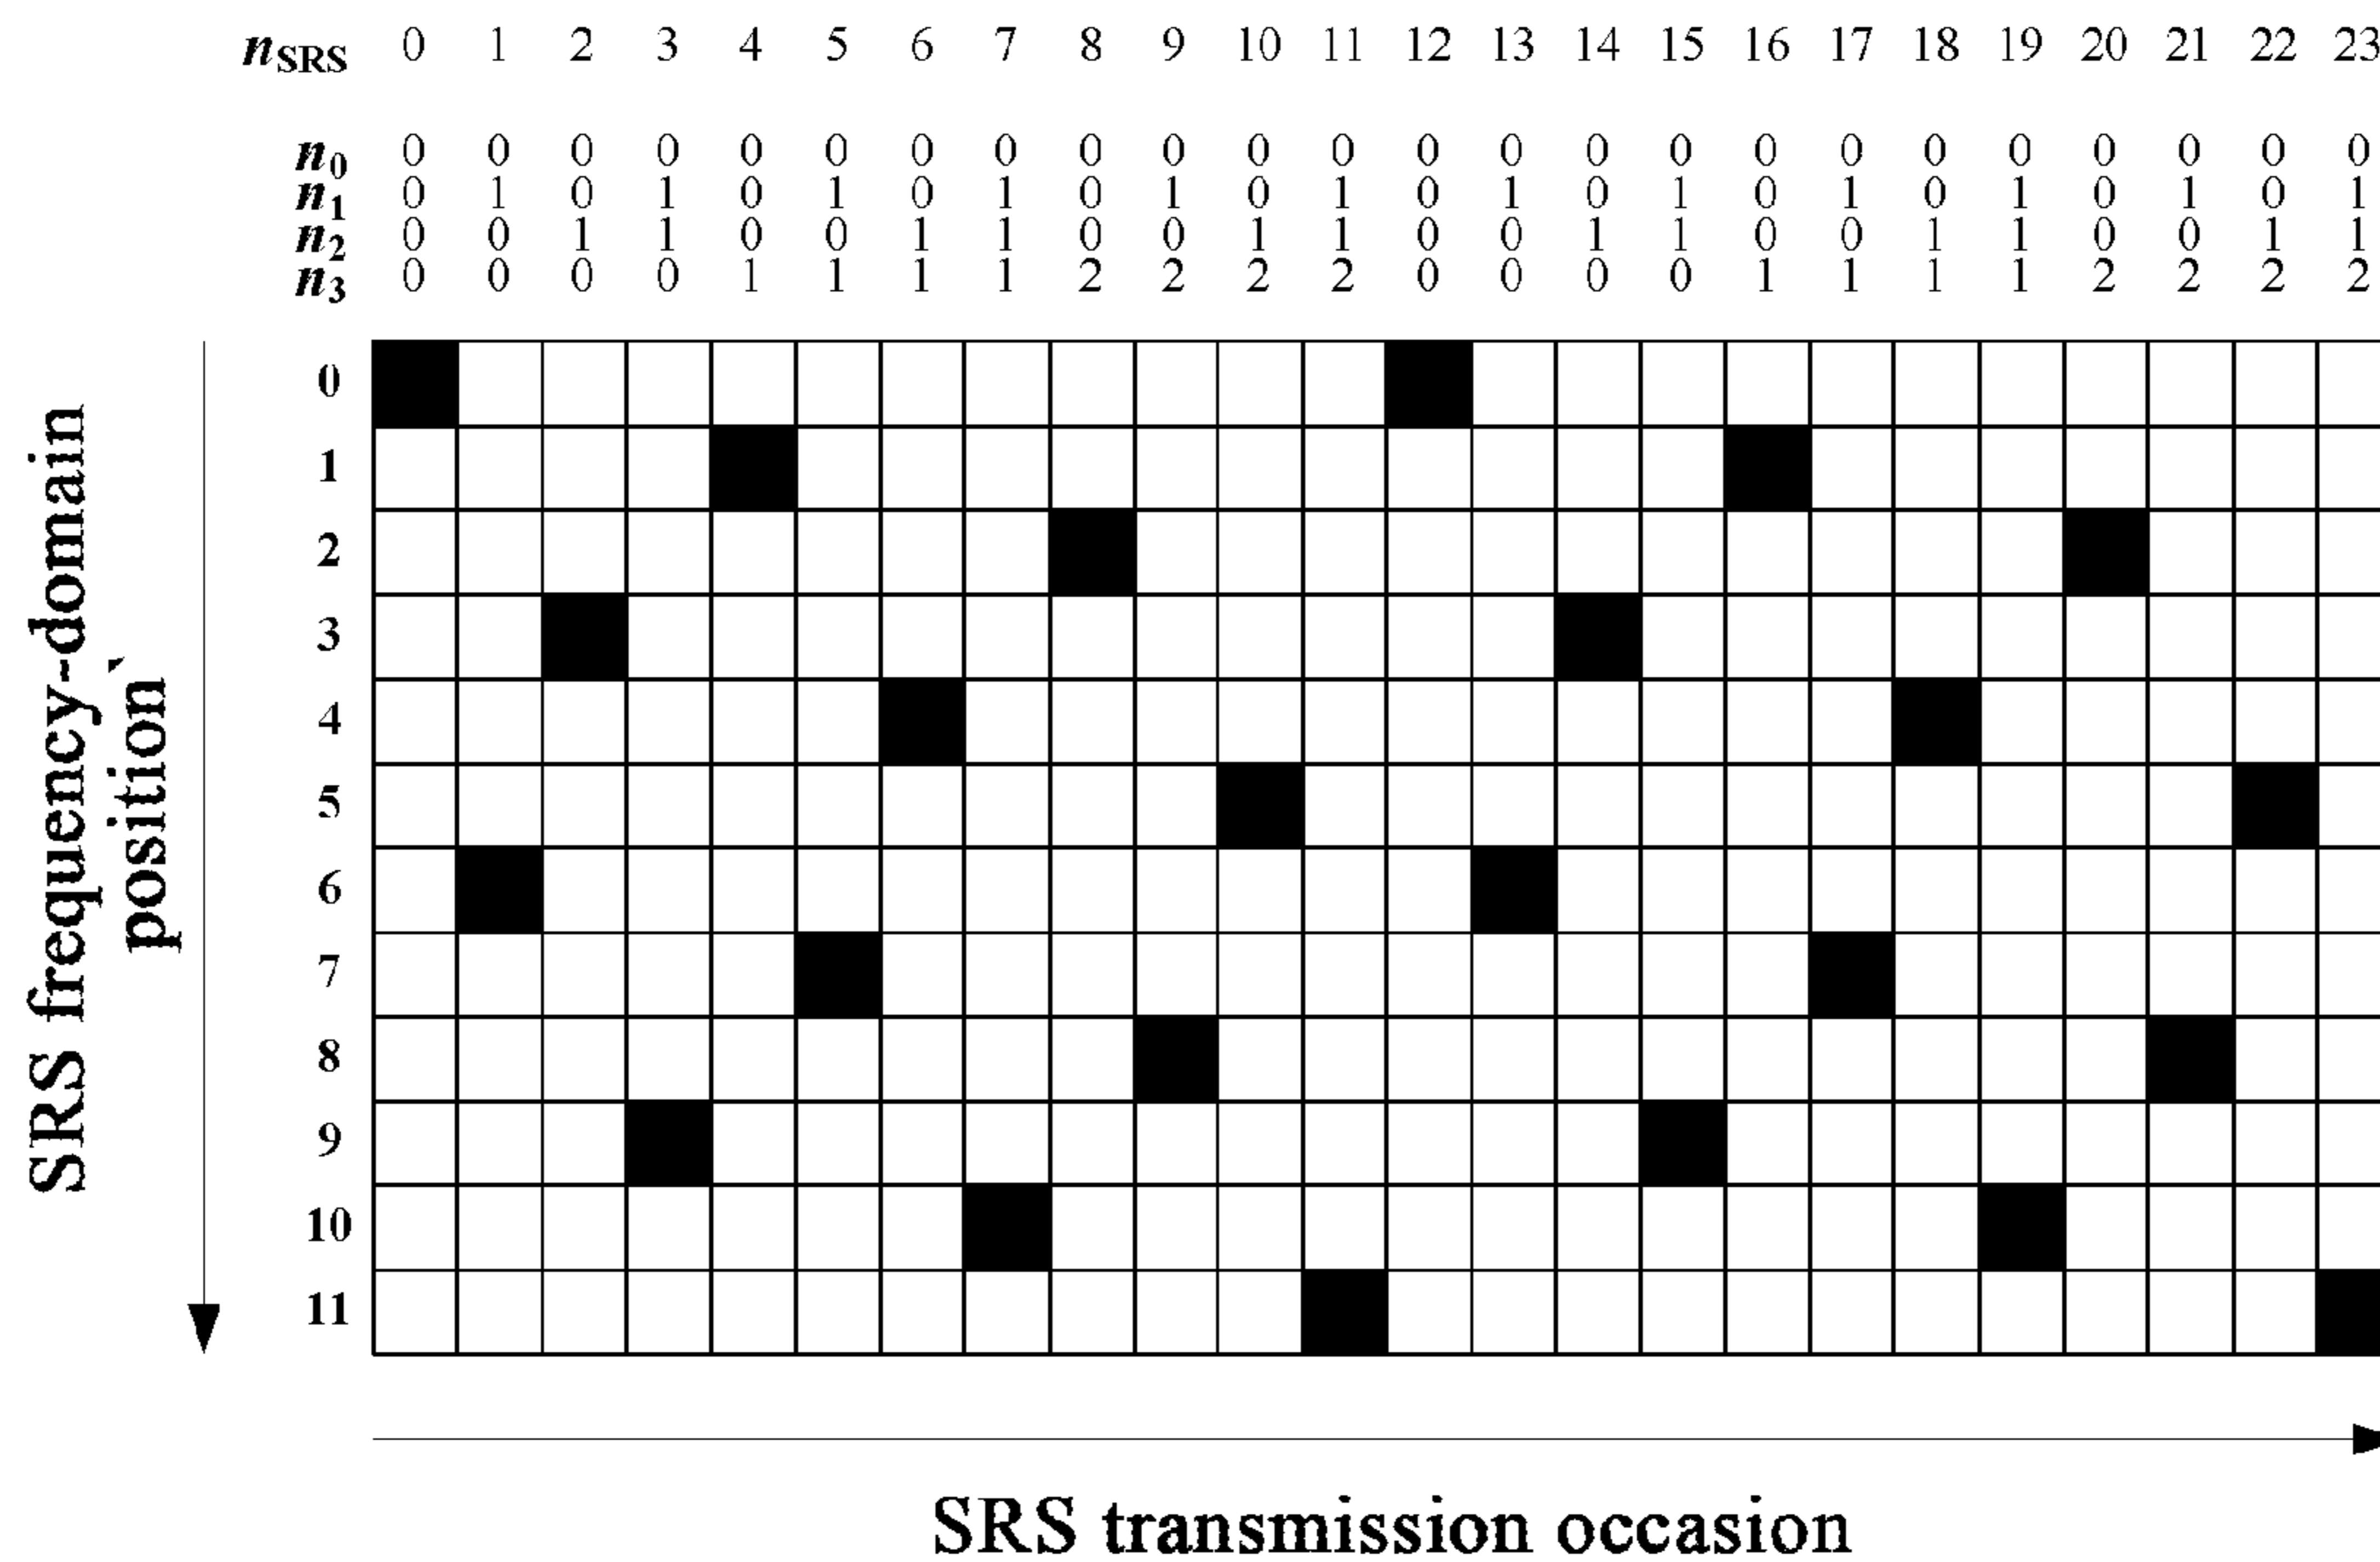 nSRS 0 1 2 3 4 5 6 7 8 9 10 11 12 13 14 15 16 17 18 19 20 21 22 23
n0 0 0 0 0 0 0 0 0 0 0 0 0 0 0 0 0 0 0 0 0 0 0 0 0
n1 0 1 0 1 0 1 0 1 0 1 0 1 0 1 0 1 0 1 0 1 0 1 0 1
n2 0 0 1 1 0 0 1 1 0 0 1 1 0 0 1 1 0 0 1 1 0 0 1 1
n3 0 0 0 0 1 1 1 1 2 2 2 2 0 0 0 0 1 1 1 1 2 2 2 2
SRS frequency-domain
position`
0
1
2
3
4
5
6
7
8
9
10
11
SRS transmission occasion